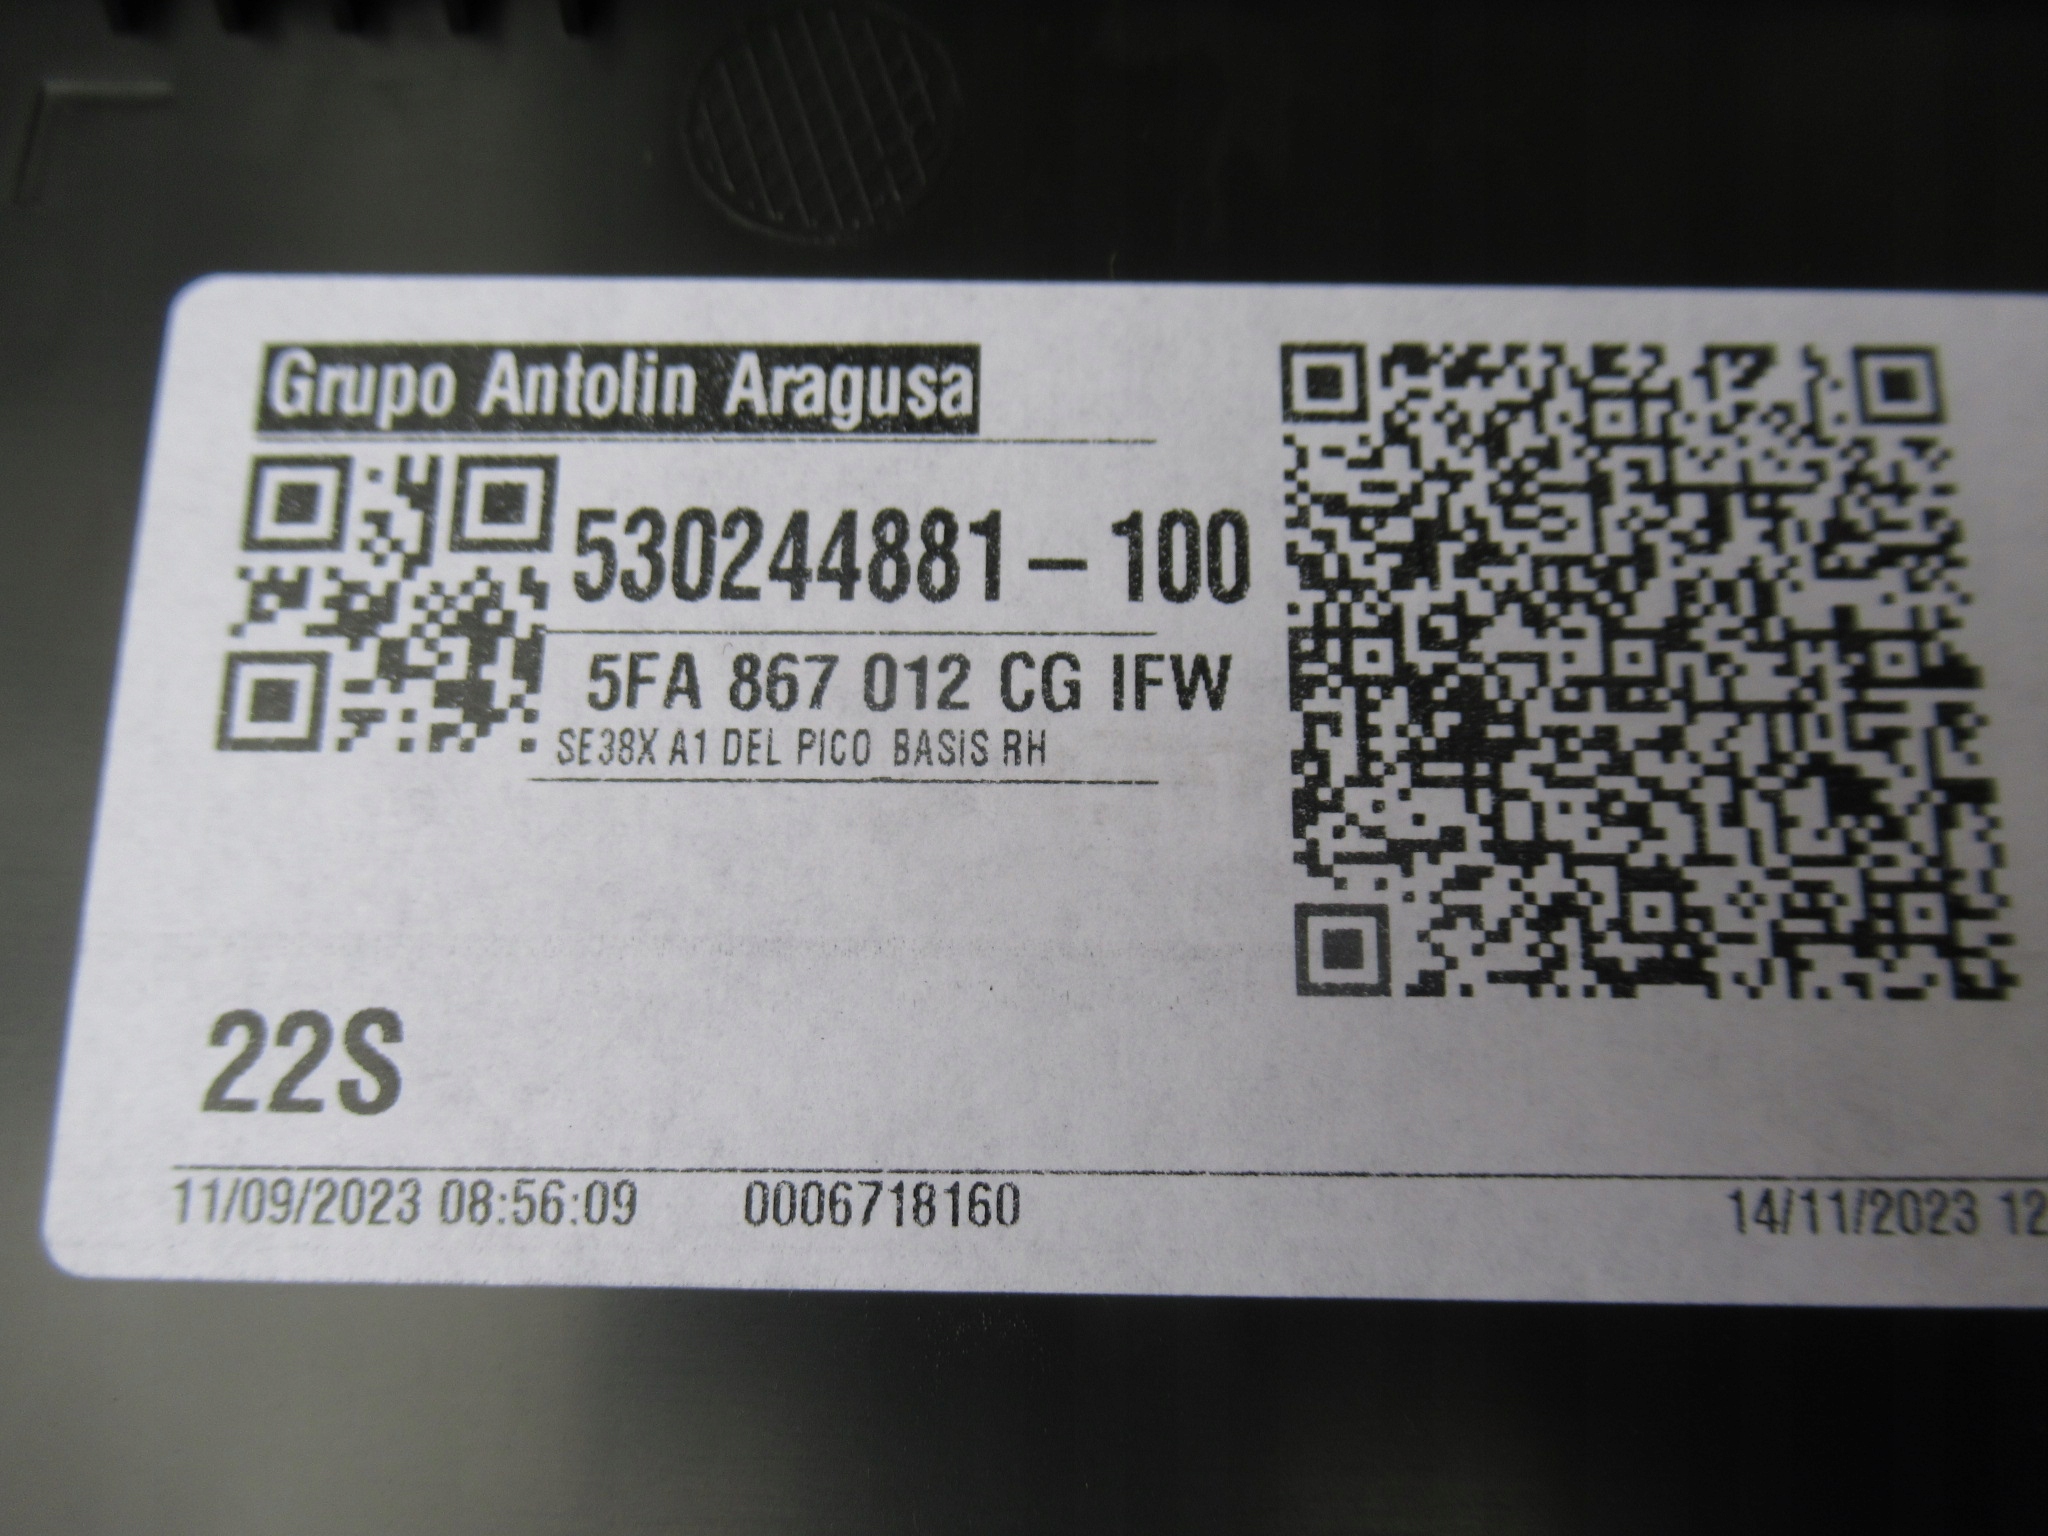 Grupo Antolin Aragusa
530244881-100
5FA 867 012 CG IFW
SE38X A1 DEL PICO BASIS RH
22S
11/09/2023 08:56:09 0006718160 14/11/2023 12